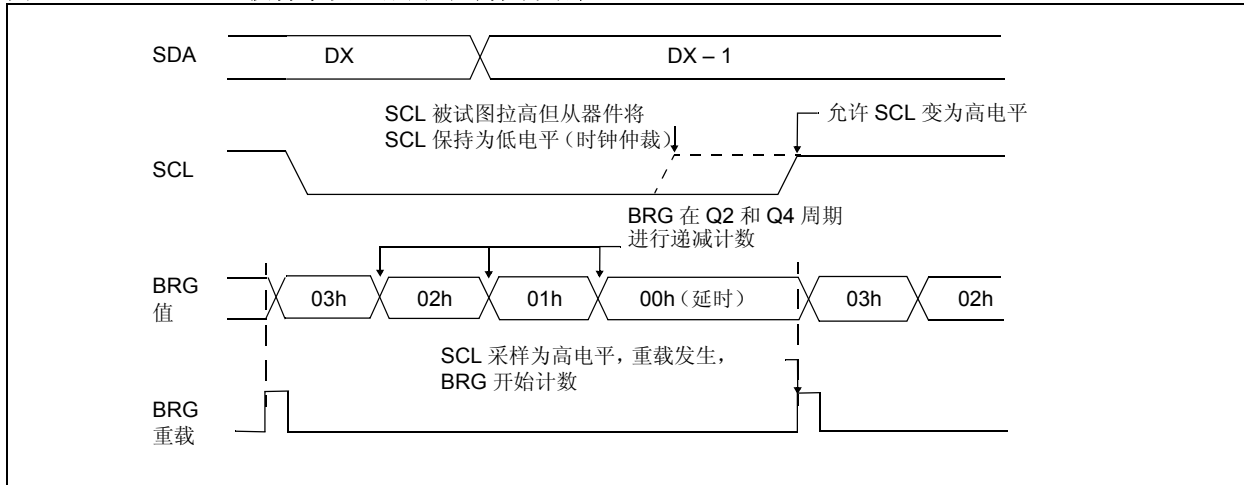 SDA
DX
DX – 1
SCL 被试图拉高但从器件将
SCL 保持为低电平（时钟仲裁）
允许 SCL 变为高电平
SCL
BRG 在 Q2 和 Q4 周期
进行递减计数
BRG
值
03h
02h
01h
00h（延时）
03h
02h
SCL 采样为高电平，重载发生，
BRG 开始计数
BRG
重载